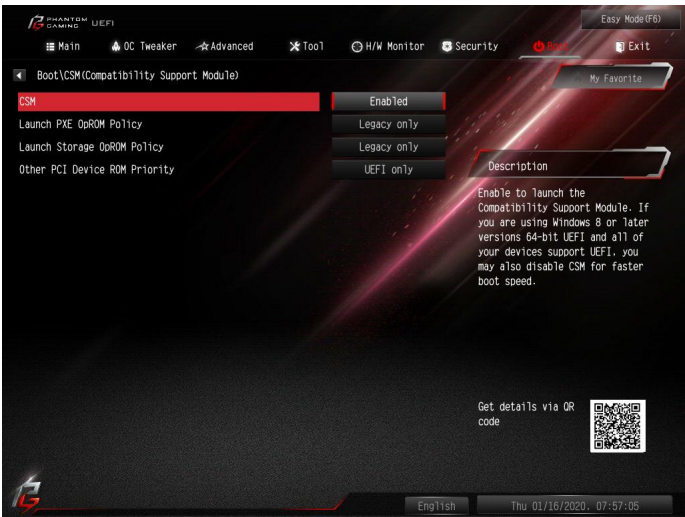 PHANTOM
GAMING
UEFI
Easy Mode(F6)
Main
OC Tweaker
Advanced
Tool
H/W Monitor
Security
Boot
Exit
Boot\CSM(Compatibility Support Module)
My Favorite
CSM
Enabled
Launch PXE OpROM Policy
Legacy only
Launch Storage OpROM Policy
Legacy only
Other PCI Device ROM Priority
UEFI only
Description
Enable to launch the
Compatibility Support Module. If
you are using Windows 8 or later
versions 64-bit UEFI and all of
your devices support UEFI, you
may also disable CSM for faster
boot speed.
Get details via QR
code
English
Thu 01/16/2020. 07:57:05